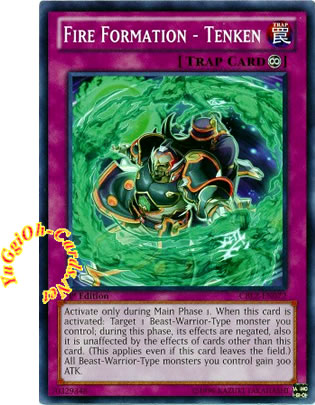 FIRE FORMATION - TENKEN
TRAP
罠
[TRAP CARD]
YuGgiOh-Cards.Net
Edition
Activate only during Main Phase 1. When this card is
activated: Target 1 Beast-Warrior-Type monster you
control; during this phase, its effects are negated, also
it is unaffected by the effects of cards other than this
card. (This applies even if this card leaves the field.)
All Beast-Warrior-Type monsters you control gain 300
ATK.